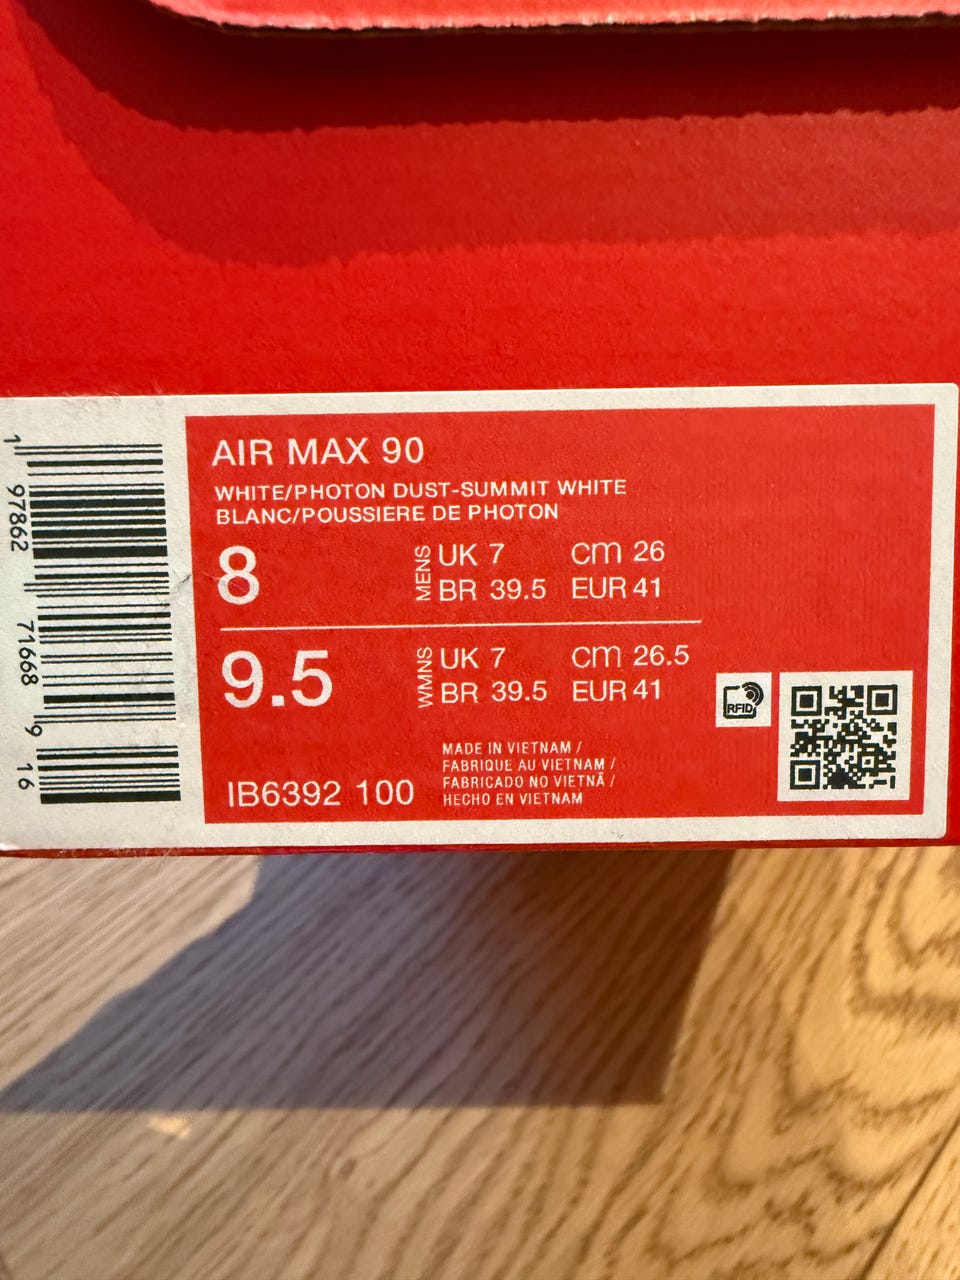 AIR MAX 90
WHITE/PHOTON DUST-SUMMIT WHITE
BLANC/POUSSIERE DE PHOTON
8
MENS
UK 7 cm 26
BR 39.5 EUR 41
9.5
WMNS
UK 7 cm 26.5
BR 39.5 EUR 41
RFID
IB6392 100
MADE IN VIETNAM /
FABRIQUE AU VIETNAM /
FABRICADO NO VIETNÃ /
HECHO EN VIETNAM
1 97862 71668 9 16